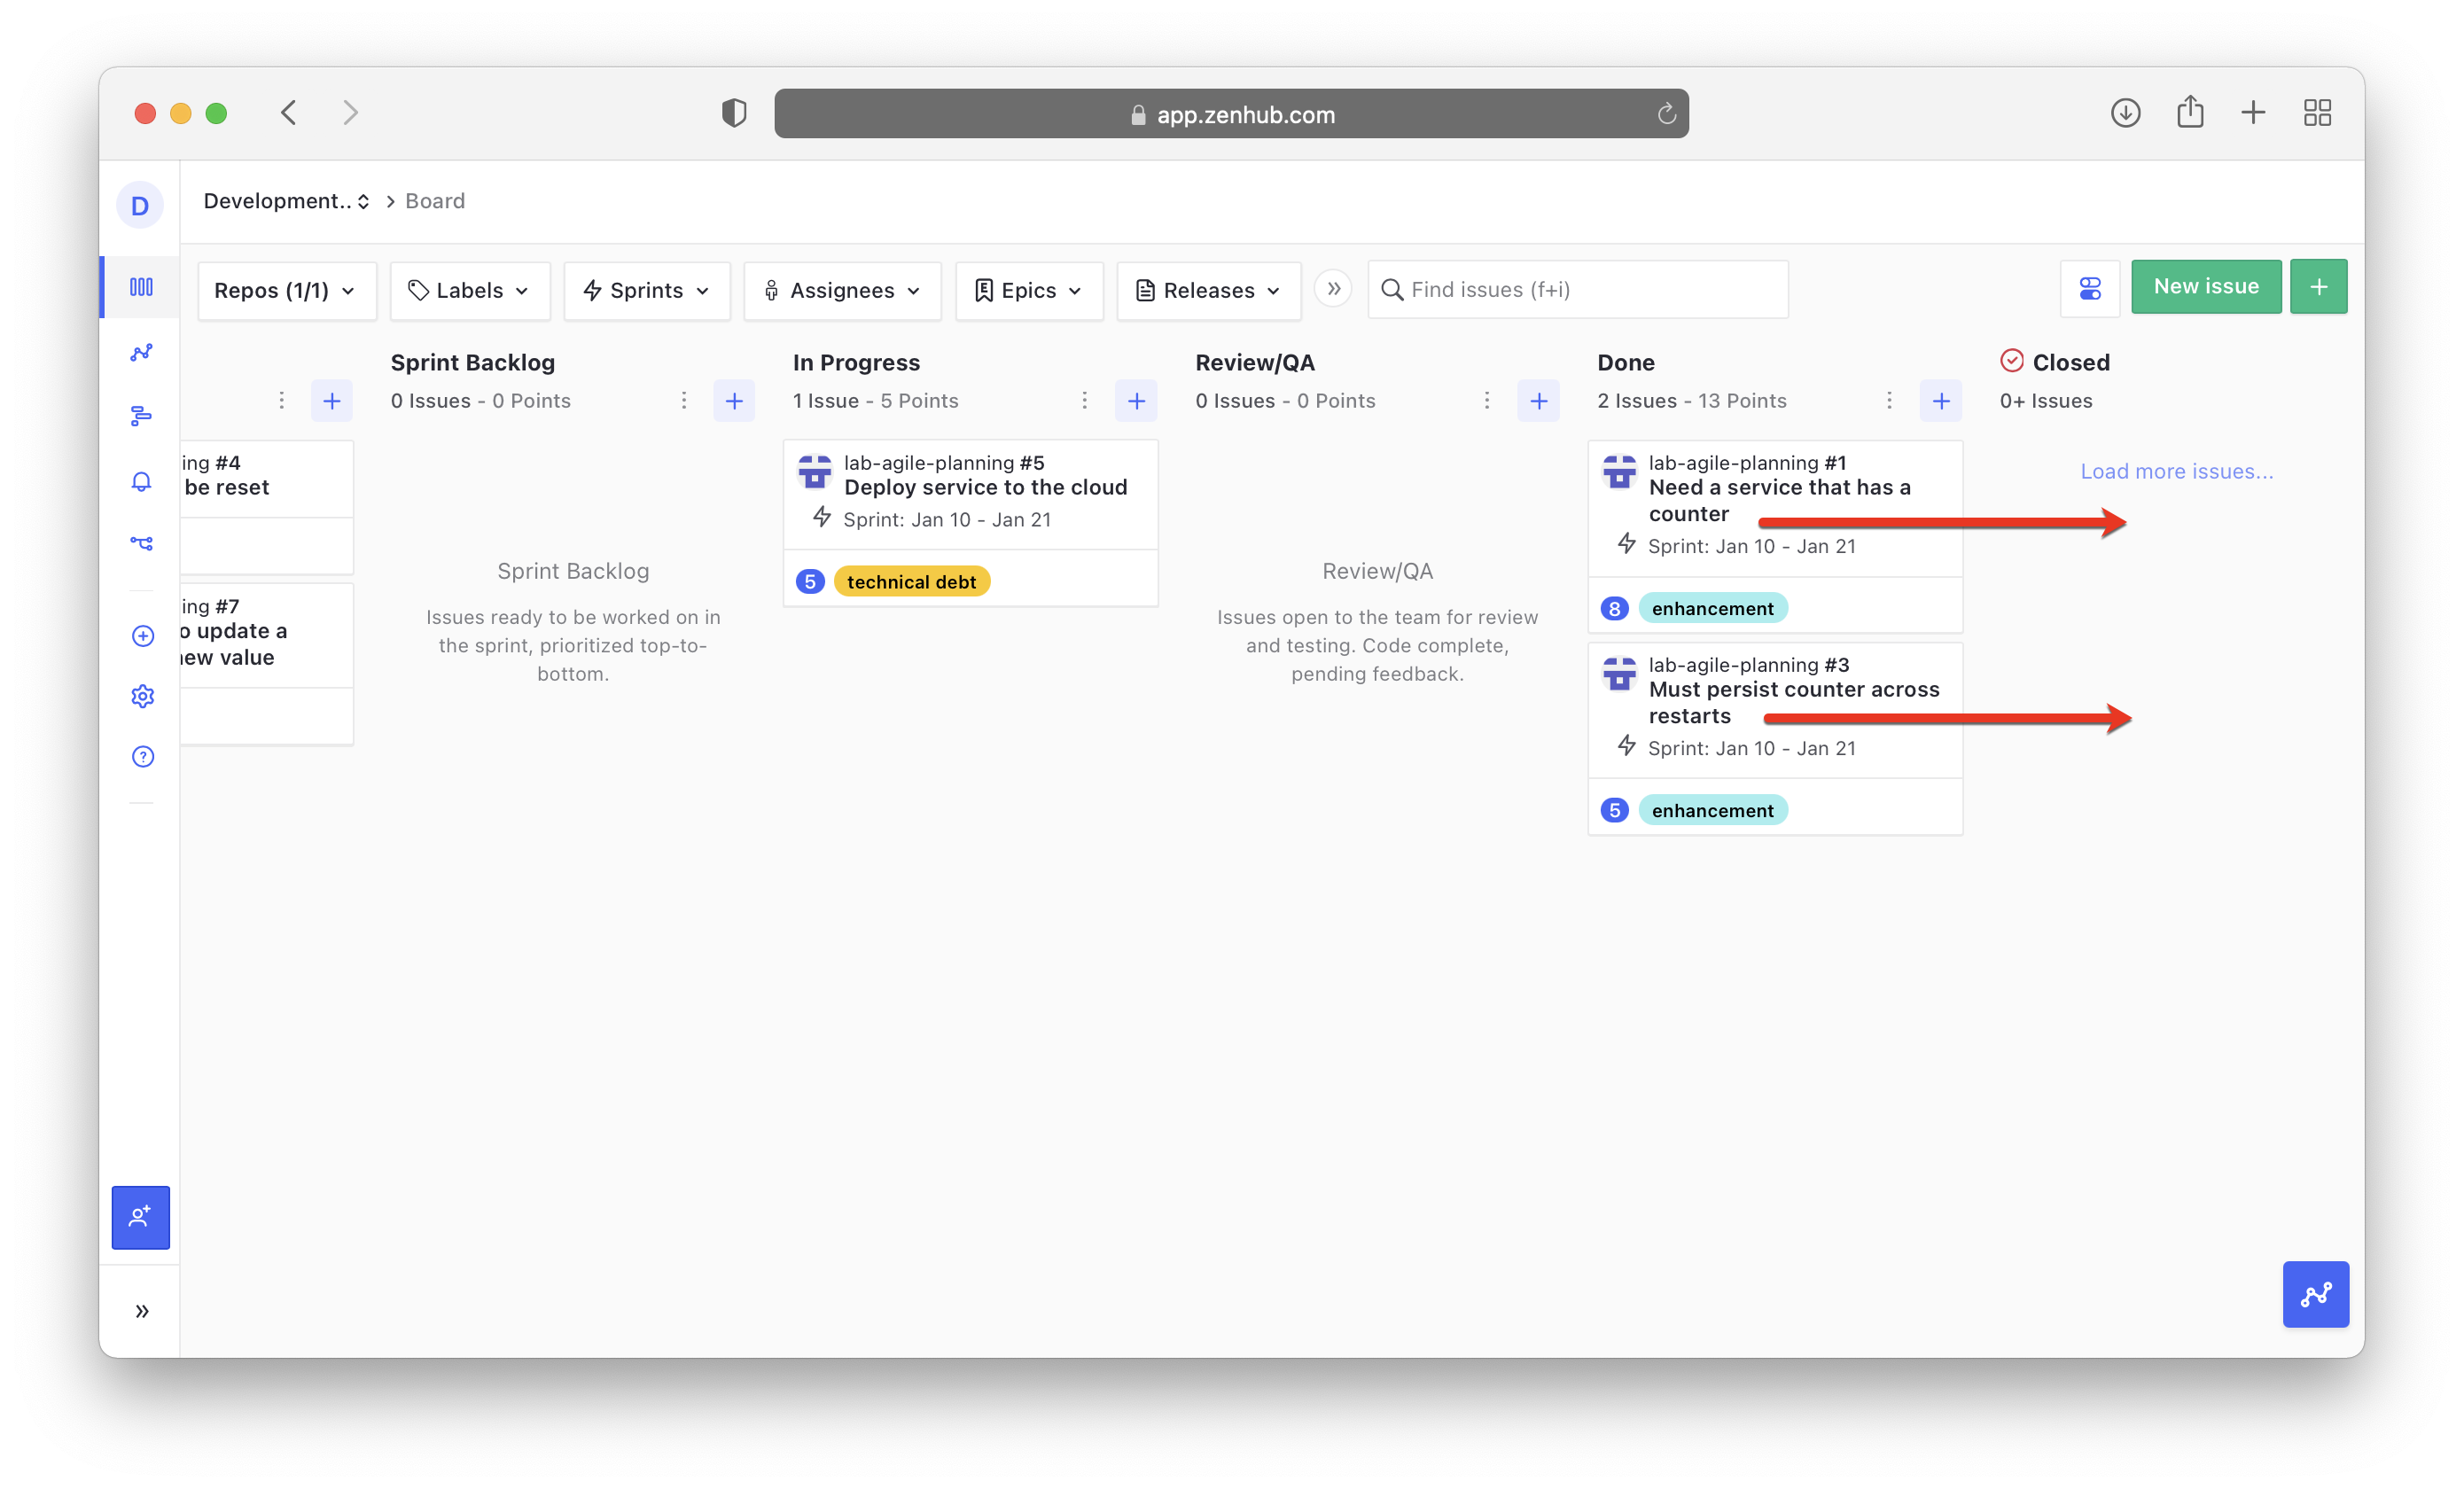 app.zenhub.com
D
Development..
Board
Repos (1/1)
Labels
Sprints
Assignees
Epics
Releases
Find issues (f+i)
New issue
ing #4
be reset
ing #7
o update a
new value
Sprint Backlog
0 Issues - 0 Points
Sprint Backlog
Issues ready to be worked on in
the sprint, prioritized top-to-
bottom.
In Progress
1 Issue - 5 Points
lab-agile-planning #5
Deploy service to the cloud
Sprint: Jan 10 - Jan 21
5 technical debt
Review/QA
0 Issues - 0 Points
Review/QA
Issues open to the team for review
and testing. Code complete,
pending feedback.
Done
2 Issues - 13 Points
lab-agile-planning #1
Need a service that has a
counter
Sprint: Jan 10 - Jan 21
8 enhancement
lab-agile-planning #3
Must persist counter across
restarts
Sprint: Jan 10 - Jan 21
5 enhancement
Closed
0+ Issues
Load more issues...